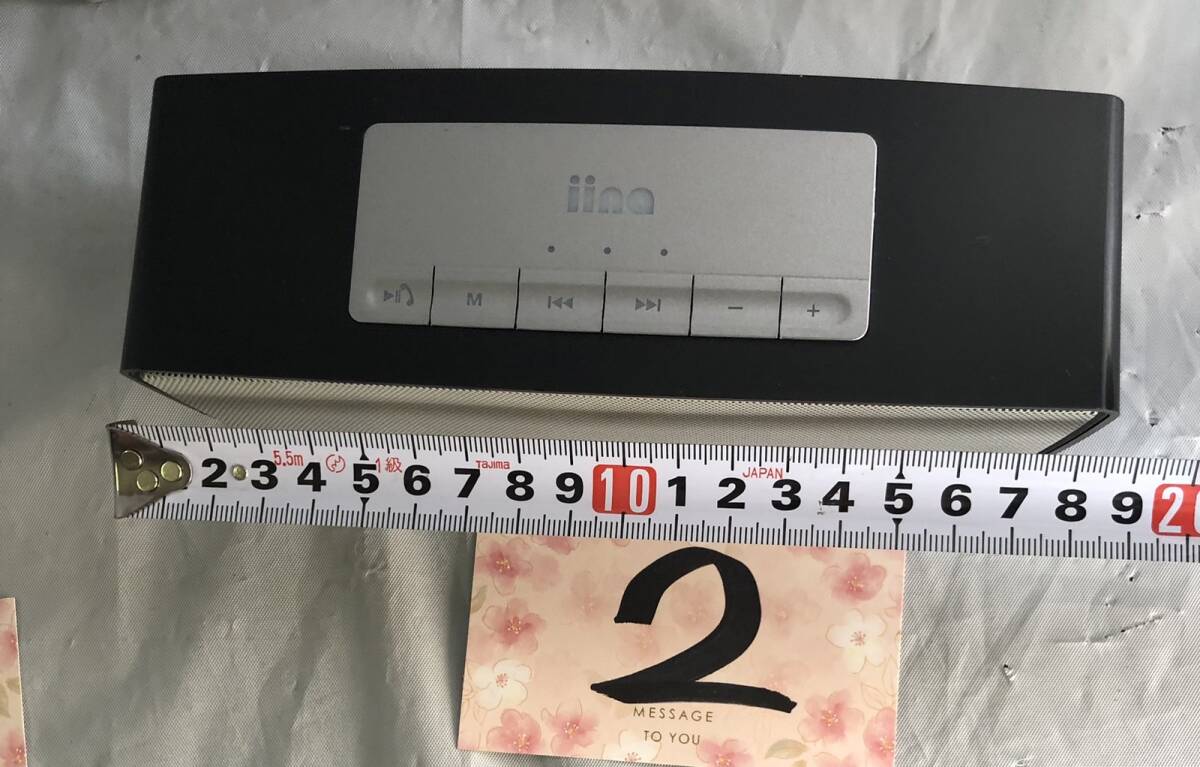 iina
M
− +
5.5m 1級 Tajima JAPAN
2 3 4 5 6 7 8 9 10 1 2 3 4 5 6 7 8 9 2
2
MESSAGE
TO YOU